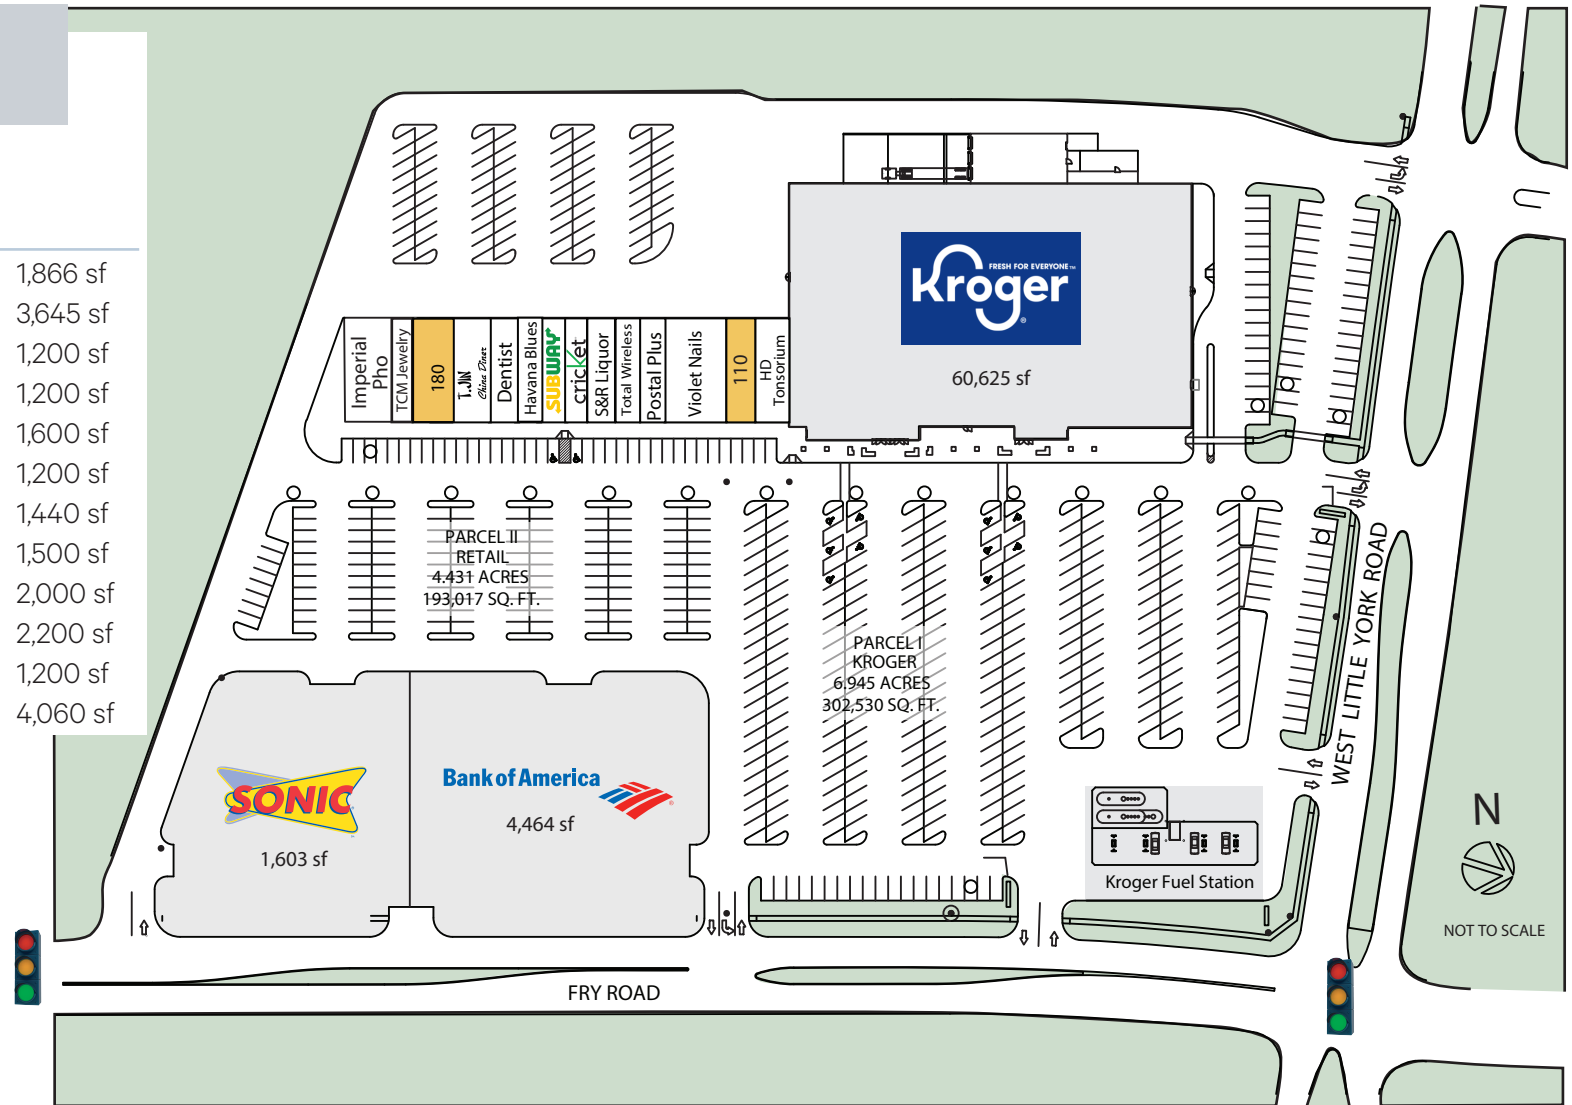 1,866 sf
3,645 sf
1,200 sf
1,200 sf
1,600 sf
1,200 sf
1,440 sf
1,500 sf
2,000 sf
2,200 sf
1,200 sf
4,060 sf
Imperial
Pho
TCM Jewelry
180
T.JIN
China Diner
Dentist
Havana Blues
SUBWAY
cricket
S&R Liquor
Total Wireless
Postal Plus
Violet Nails
110
HD
Tonsorium
FRESH FOR EVERYONE™
Kroger
®
60,625 sf
PARCEL II
RETAIL
4.431 ACRES
193,017 SQ. FT.
PARCEL I
KROGER
6.945 ACRES
302,530 SQ. FT.
WEST LITTLE YORK ROAD
SONIC
1,603 sf
Bank of America
4,464 sf
Kroger Fuel Station
N
NOT TO SCALE
FRY ROAD